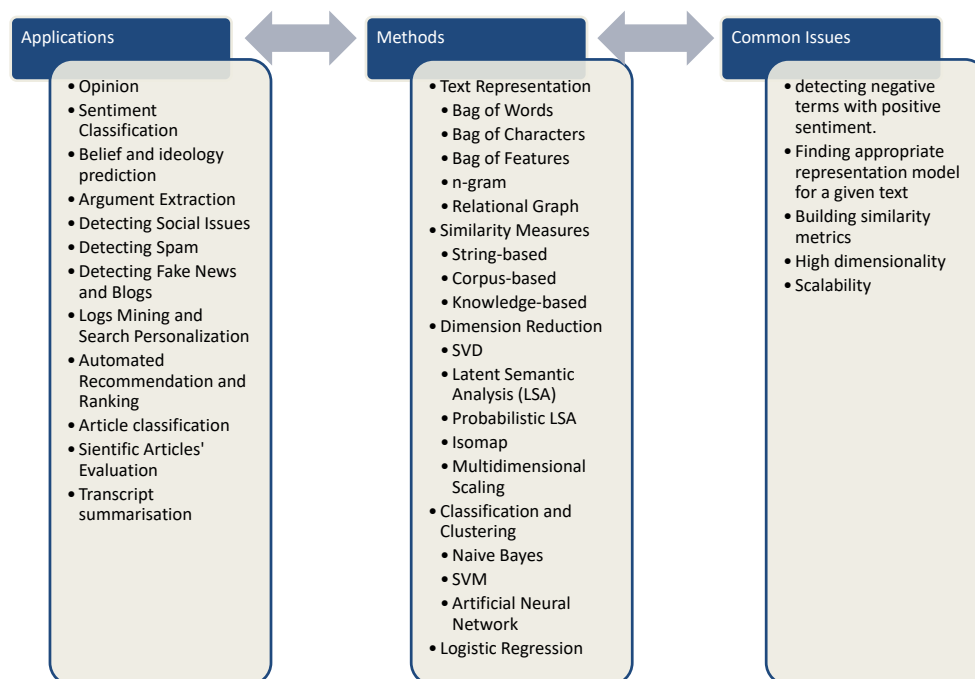 Applications
• Opinion
• Sentiment
Classification
• Belief and ideology
prediction
• Argument Extraction
• Detecting Social Issues
• Detecting Spam
• Detecting Fake News
and Blogs
• Logs Mining and
Search Personalization
• Automated
Recommendation and
Ranking
• Article classification
• Sientific Articles'
Evaluation
• Transcript
summarisation
Methods
• Text Representation
• Bag of Words
• Bag of Characters
• Bag of Features
• n-gram
• Relational Graph
• Similarity Measures
• String-based
• Corpus-based
• Knowledge-based
• Dimension Reduction
• SVD
• Latent Semantic
Analysis (LSA)
• Probabilistic LSA
• Isomap
• Multidimensional
Scaling
• Classification and
Clustering
• Naive Bayes
• SVM
• Artificial Neural
Network
• Logistic Regression
Common Issues
• detecting negative
terms with positive
sentiment.
• Finding appropriate
representation model
for a given text
• Building similarity
metrics
• High dimensionality
• Scalability